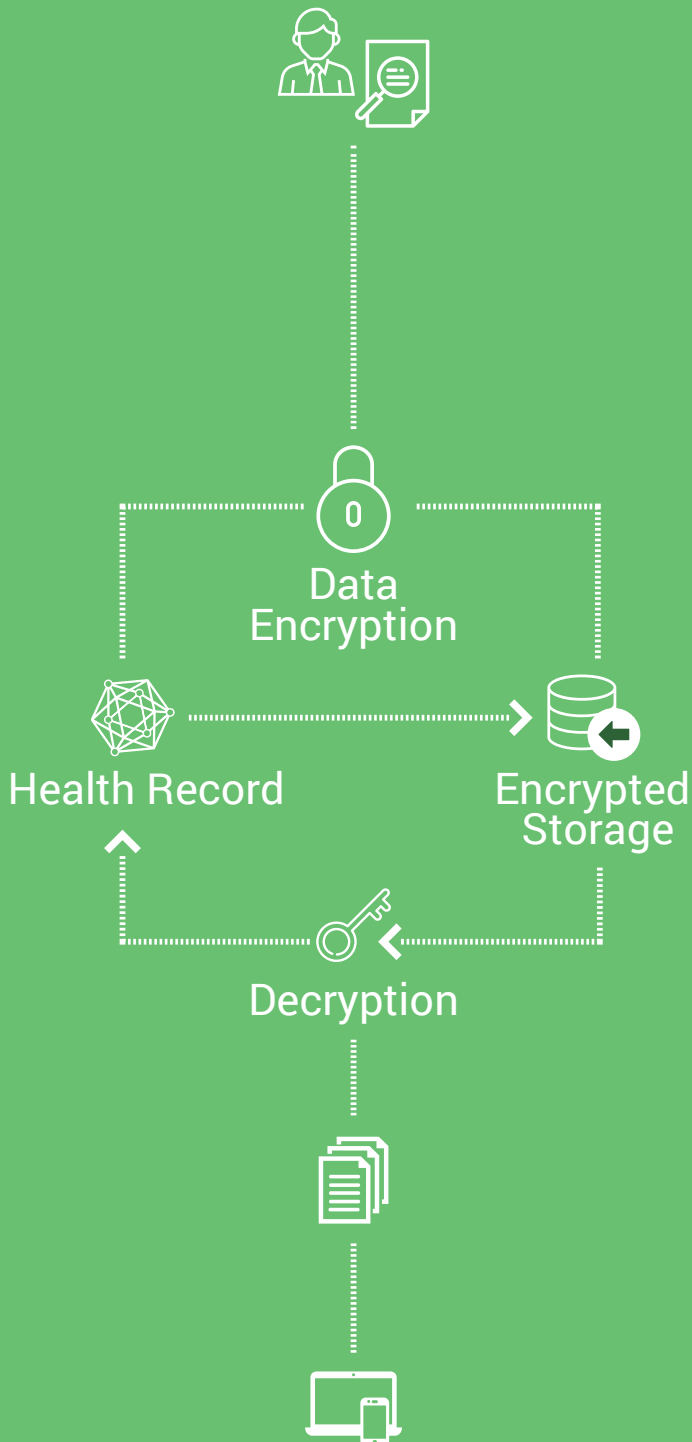 Data
Encryption
Health Record
Encrypted
Storage
Decryption